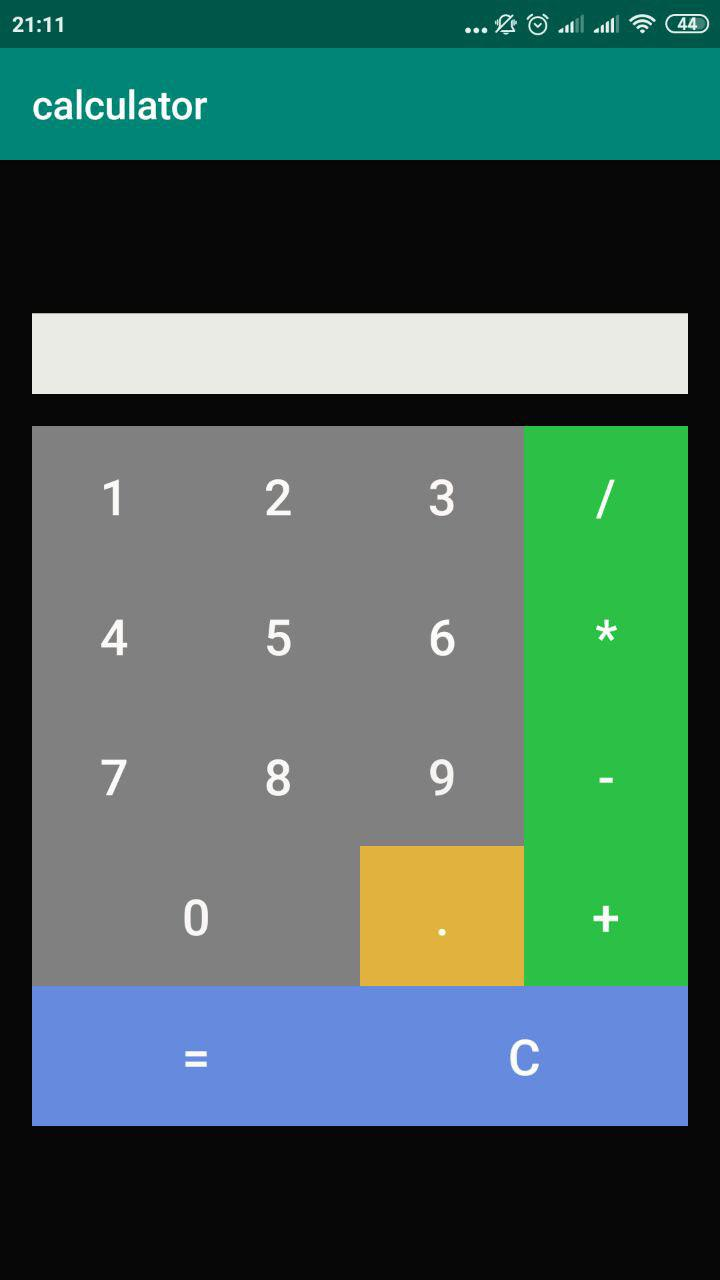 21:11 ... 44
calculator
1 2 3 /
4 5 6 *
7 8 9 -
0 . +
= C